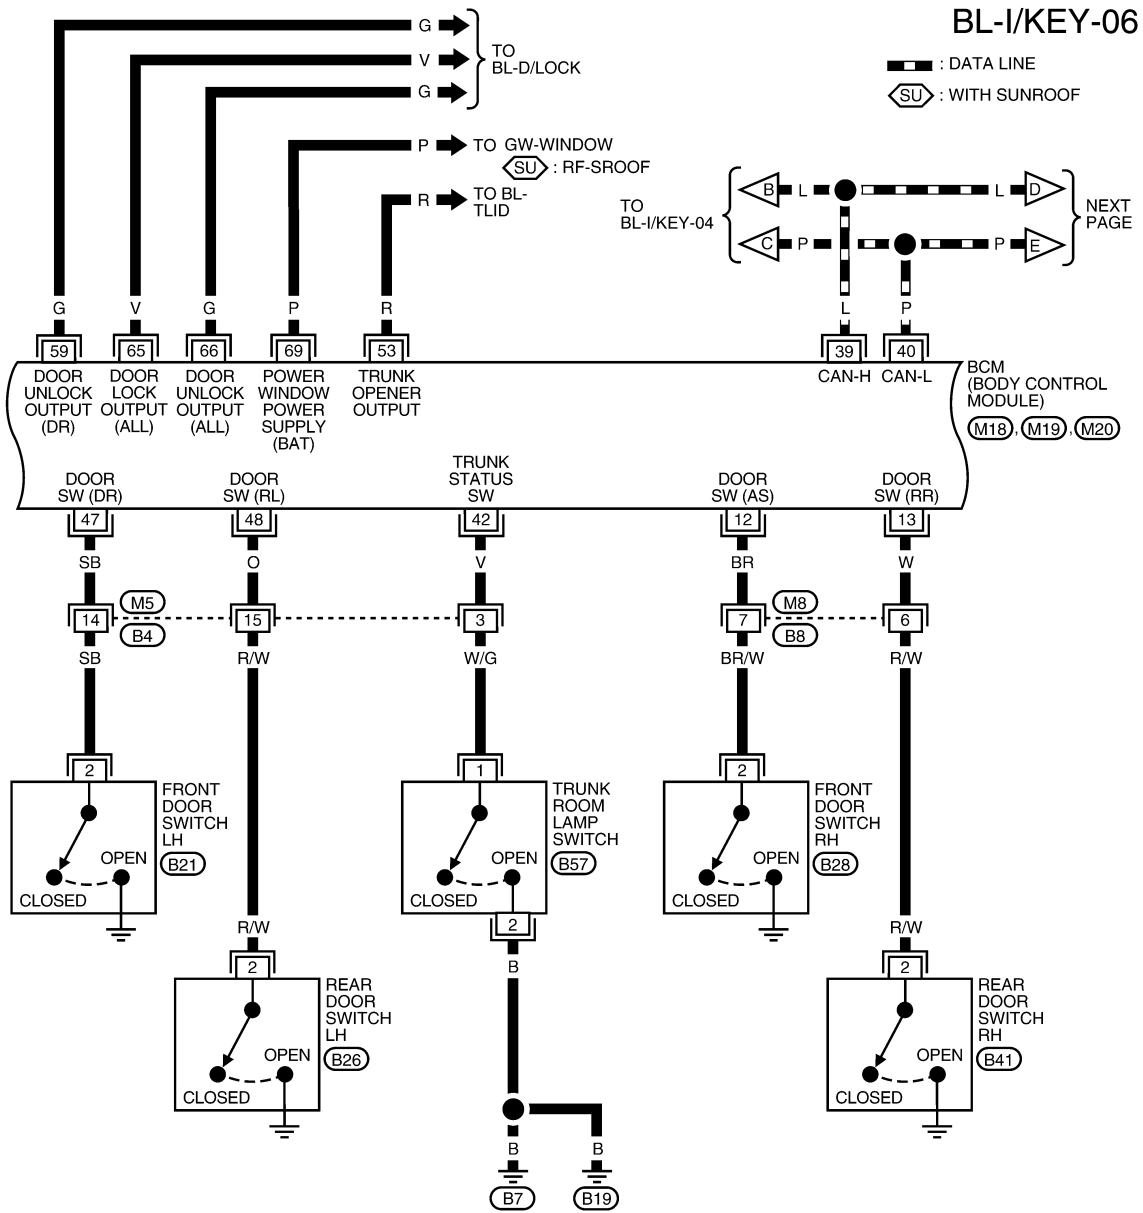 BL-I/KEY-06
: DATA LINE
SU : WITH SUNROOF
G
V
G
TO
BL-D/LOCK
P
TO GW-WINDOW
SU : RF-SROOF
R
TO BL-
TLID
TO
BL-I/KEY-04
B L L D
C P P E
NEXT
PAGE
G V G P R L P
59 65 66 69 53 39 40
DOOR
UNLOCK
OUTPUT
(DR)
DOOR
LOCK
OUTPUT
(ALL)
DOOR
UNLOCK
OUTPUT
(ALL)
POWER
WINDOW
POWER
SUPPLY
(BAT)
TRUNK
OPENER
OUTPUT
CAN-H
CAN-L
BCM
(BODY CONTROL
MODULE)
M18 , M19 , M20
DOOR
SW (DR)
DOOR
SW (RL)
TRUNK
STATUS
SW
DOOR
SW (AS)
DOOR
SW (RR)
47 48 42 12 13
SB O V BR W
M5 M8
14 15 3 7 6
B4 B8
SB R/W W/G BR/W R/W
2 1 2
FRONT
DOOR
SWITCH
LH
B21
OPEN
CLOSED
TRUNK
ROOM
LAMP
SWITCH
B57
OPEN
CLOSED
2
FRONT
DOOR
SWITCH
RH
B28
OPEN
CLOSED
R/W B R/W
2 2
REAR
DOOR
SWITCH
LH
B26
OPEN
CLOSED
REAR
DOOR
SWITCH
RH
B41
OPEN
CLOSED
B B
B7 B19